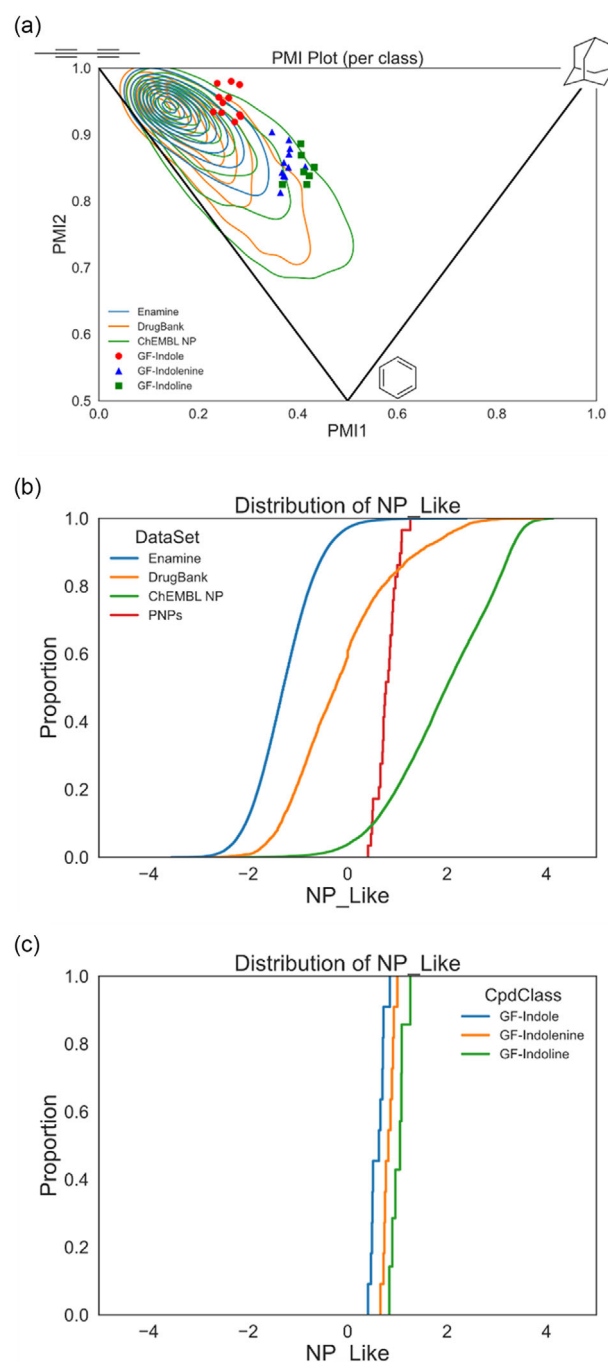 (a)
PMI Plot (per class)
1.0
0.9
0.8
0.7
0.6
0.5
PMI2
Enamine
DrugBank
ChEMBL NP
GF-Indole
GF-Indolenine
GF-Indoline
0.0
0.2
0.4
0.6
0.8
1.0
PMI1
(b)
Distribution of NP_Like
1.0
0.8
0.6
0.4
0.2
0.0
Proportion
DataSet
Enamine
DrugBank
ChEMBL NP
PNPs
−4
−2
0
2
4
NP_Like
(c)
Distribution of NP_Like
1.0
0.8
0.6
0.4
0.2
0.0
Proportion
CpdClass
GF-Indole
GF-Indolenine
GF-Indoline
−4
−2
0
2
4
NP_Like